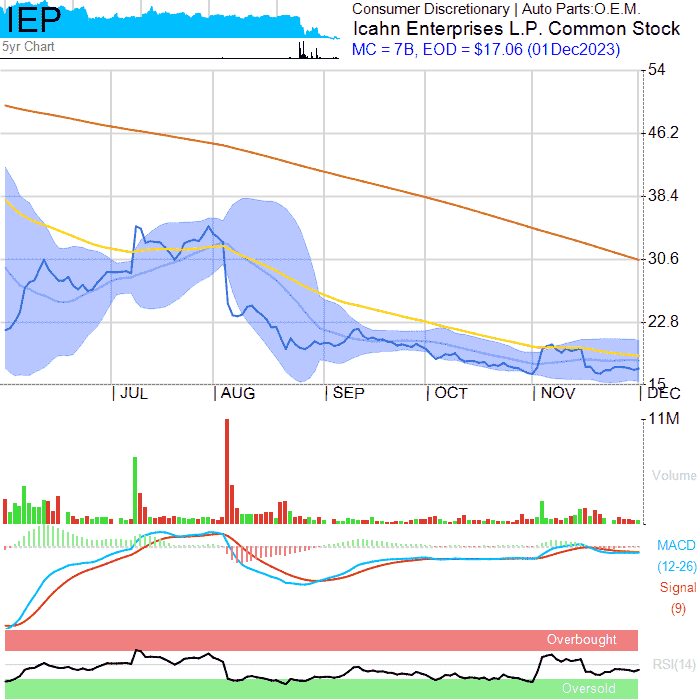 IEP
Consumer Discretionary | Auto Parts:O.E.M.
Icahn Enterprises L.P. Common Stock
5yr Chart
MC = 7B, EOD = $17.06 (01Dec2023)
54
46.2
38.4
30.6
22.8
15
JUL AUG SEP OCT NOV DEC
11M
Volume
MACD
(12-26)
Signal
(9)
Overbought
RSI(14)
Oversold